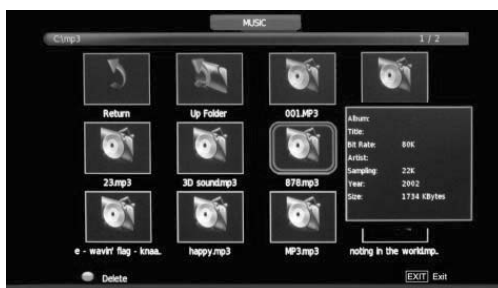 MUSIC
C:\mp3 1 / 2
Return Up Folder 001.MP3
Album:
Title:
Bit Rate: 80K
Artist:
Sampling: 22K
Year: 2002
Size: 1734 KBytes
23.mp3 3D sound.mp3 878.mp3
e - wavin' flag - knaa.. happy.mp3 MP3.mp3 noting in the world.mp..
Delete EXIT Exit